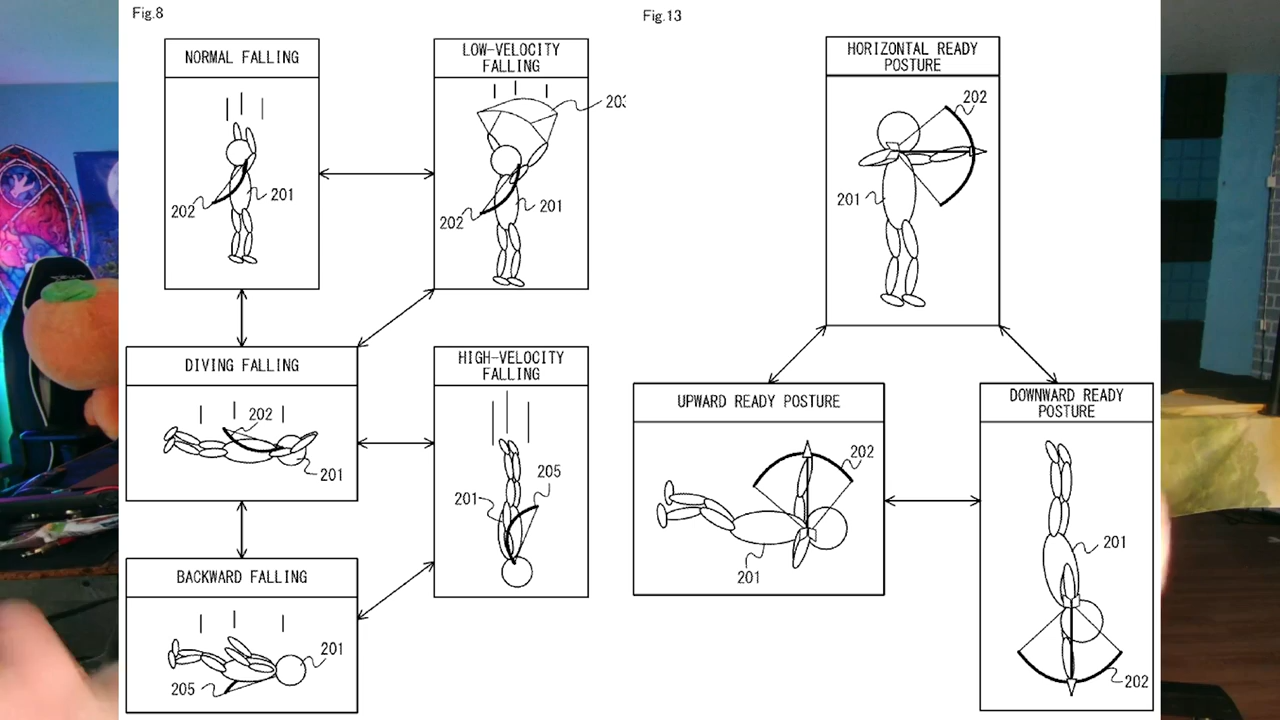 Fig.8
NORMAL FALLING
202
201
LOW-VELOCITY
FALLING
203
202
201
DIVING FALLING
202
201
HIGH-VELOCITY
FALLING
201
205
BACKWARD FALLING
201
205
Fig.13
HORIZONTAL READY
POSTURE
202
201
UPWARD READY POSTURE
202
201
DOWNWARD READY
POSTURE
201
202